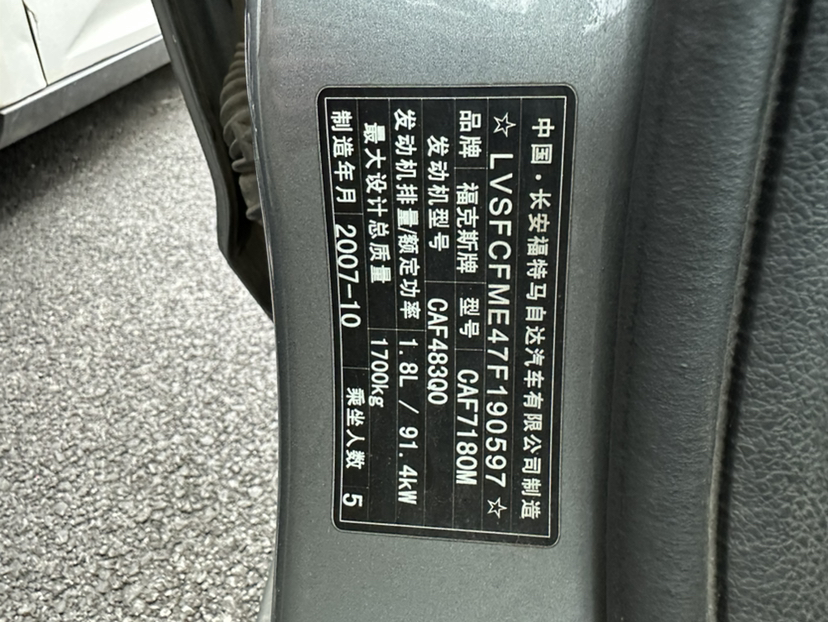 中国·长安福特马自达汽车有限公司制造
☆ LVSFCFME47F190597 ☆
品牌 福克斯牌 型号 CAF7180M
发动机型号 CAF483Q0
发动机排量/额定功率 1.8L / 91.4kW
最大设计总质量 1700kg
制造年月 2007-10 乘坐人数 5